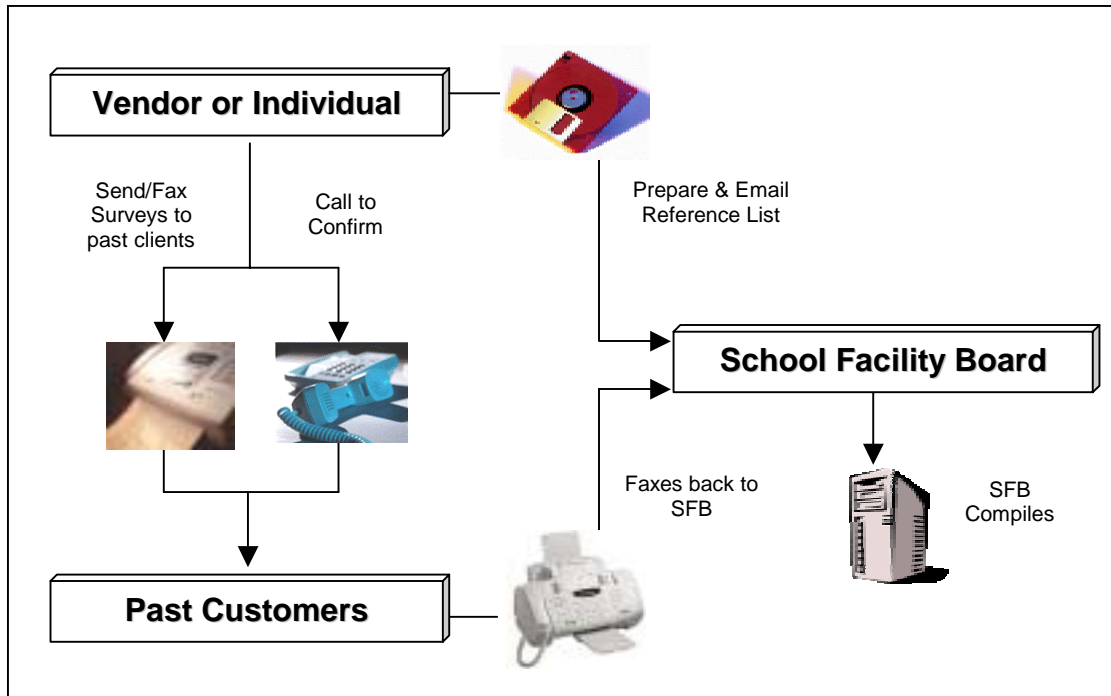 Vendor or Individual
Send/Fax
Surveys to
past clients
Call to
Confirm
Prepare & Email
Reference List
School Facility Board
Faxes back to
SFB
SFB
Compiles
Past Customers